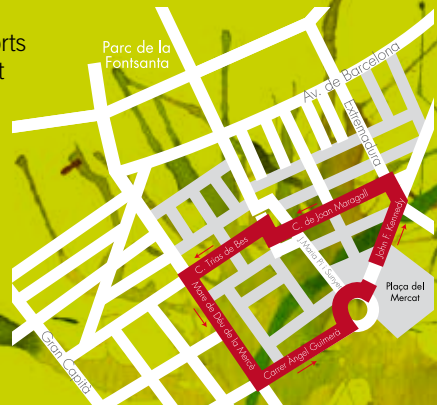 orts
t
Parc de la
Fontsanta
Av. de Barcelona
Extremadura
C. de Joan Maragall
John F. Kennedy
C. Trias de Bes
J. Maria Pi i Sunyer
Mare de Déu de la Mercè
Plaça del
Mercat
Gran Capità
Carrer Àngel Guimerà